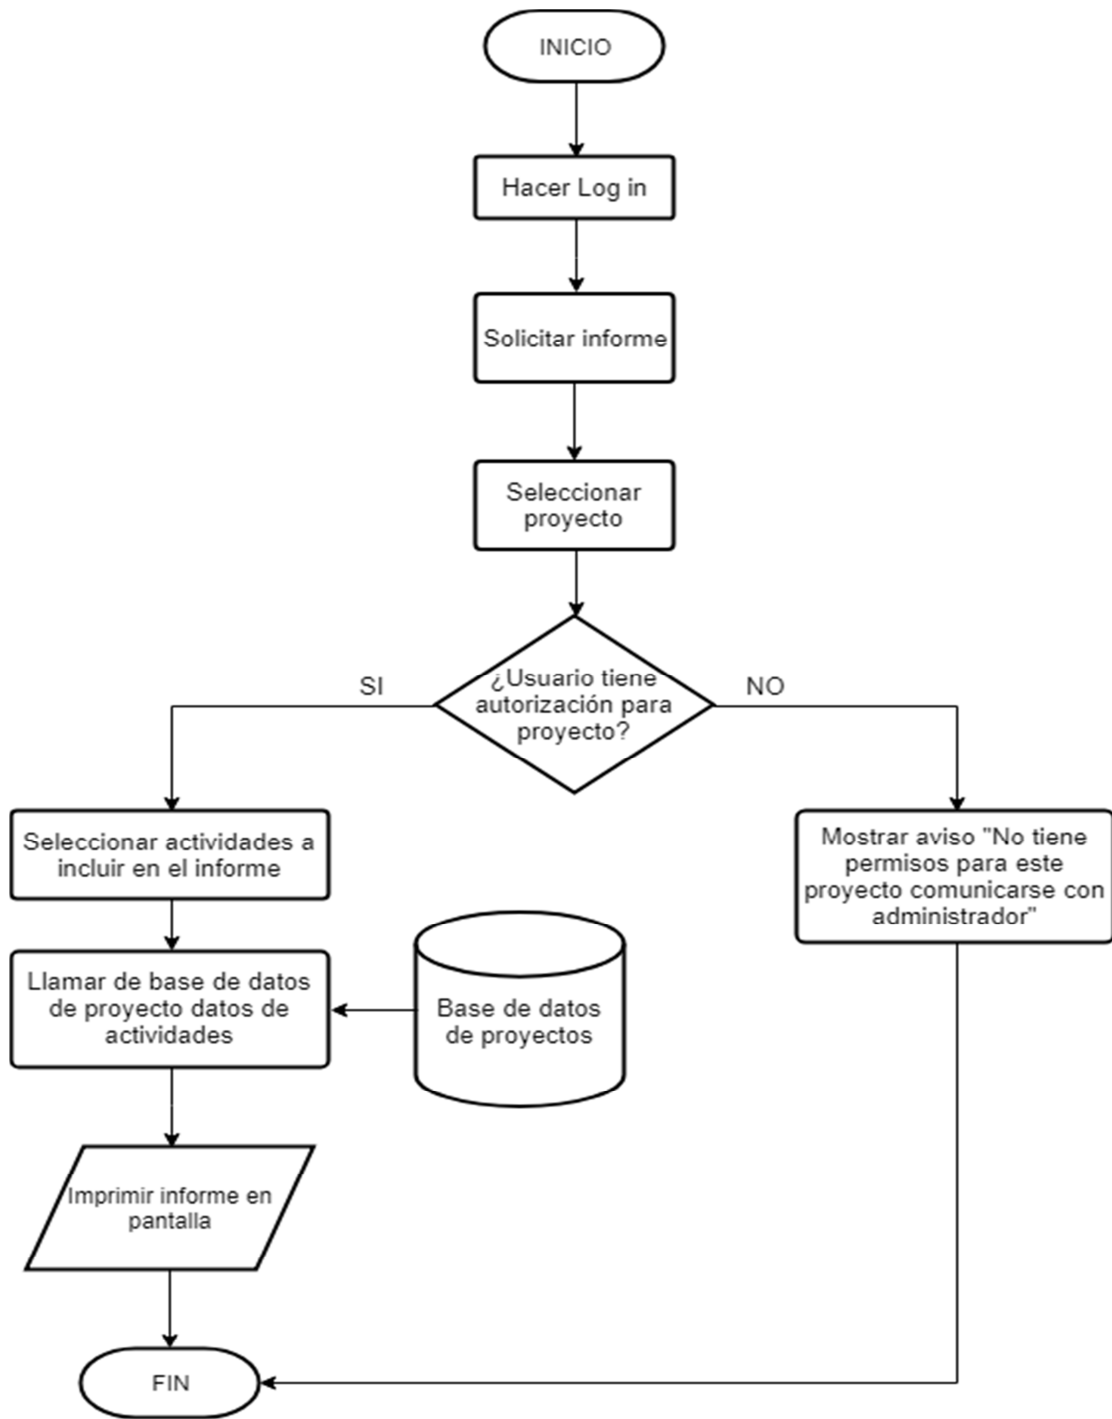 INICIO
Hacer Log in
Solicitar informe
Seleccionar
proyecto
¿Usuario tiene
autorización para
proyecto?
SI
NO
Seleccionar actividades a
incluir en el informe
Mostrar aviso "No tiene
permisos para este
proyecto comunicarse con
administrador"
Llamar de base de datos
de proyecto datos de
actividades
Base de datos
de proyectos
Imprimir informe en
pantalla
FIN